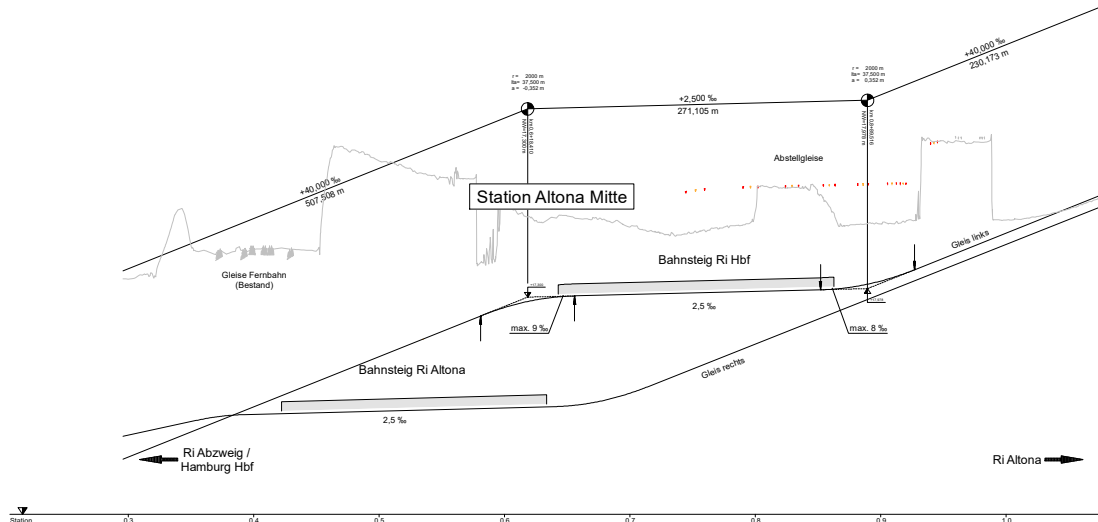 +40,000 ‰
230,173 m
r = 2000 m
lta= 37,500 m
a = -0,352 m
r = 2000 m
lta= 37,500 m
a = 0,352 m
+2,500 ‰
271,105 m
+40,000 ‰
507,508 m
Abstellgleise
Station Altona Mitte
Gleise Fernbahn
(Bestand)
Bahnsteig Ri Hbf
Gleis links
2,5 ‰
max. 9 ‰
max. 8 ‰
Bahnsteig Ri Altona
Gleis rechts
2,5 ‰
Ri Abzweig /
Hamburg Hbf
Ri Altona
Station
0,3
0,4
0,5
0,6
0,7
0,8
0,9
1,0